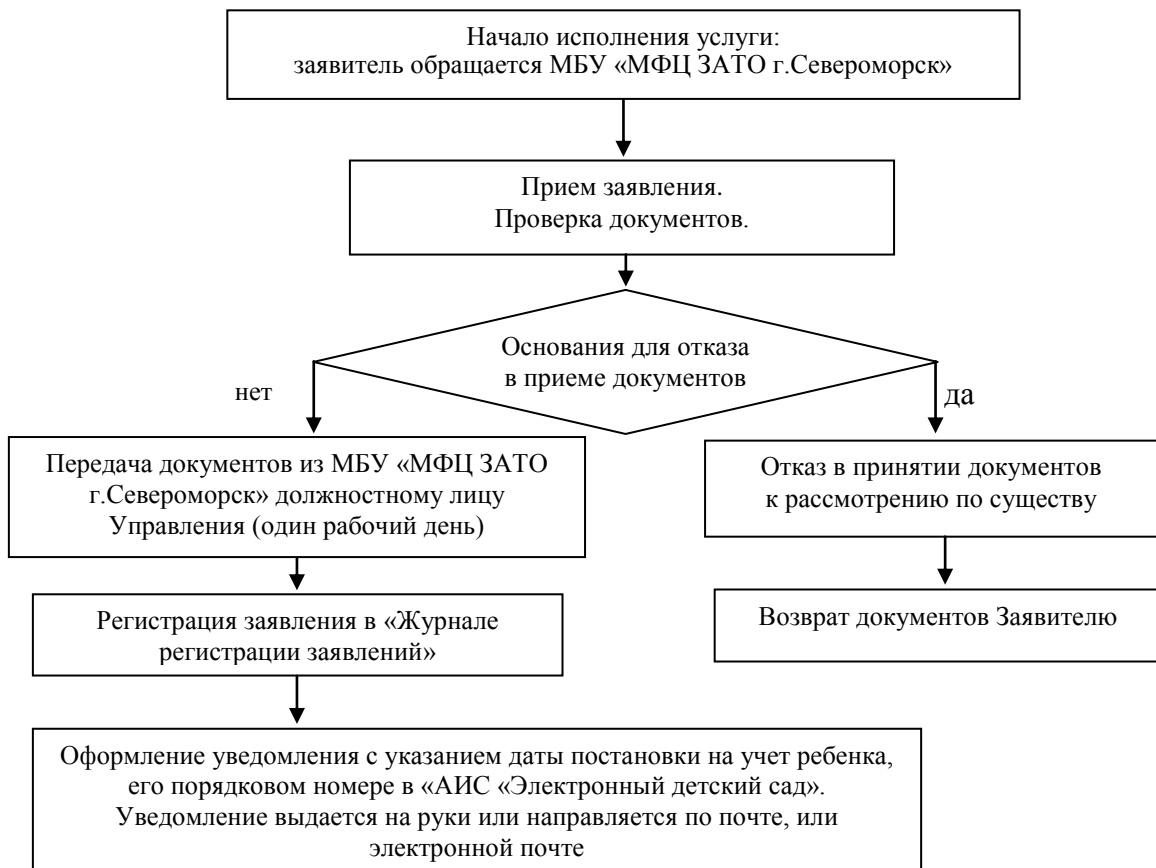 Начало исполнения услуги:
заявитель обращается МБУ «МФЦ ЗАТО г.Североморск»
Прием заявления.
Проверка документов.
Основания для отказа
в приеме документов
нет
да
Передача документов из МБУ «МФЦ ЗАТО
г.Североморск» должностному лицу
Управления (один рабочий день)
Отказ в принятии документов
к рассмотрению по существу
Регистрация заявления в «Журнале
регистрации заявлений»
Возврат документов Заявителю
Оформление уведомления с указанием даты постановки на учет ребенка,
его порядковом номере в «АИС «Электронный детский сад».
Уведомление выдается на руки или направляется по почте, или
электронной почте